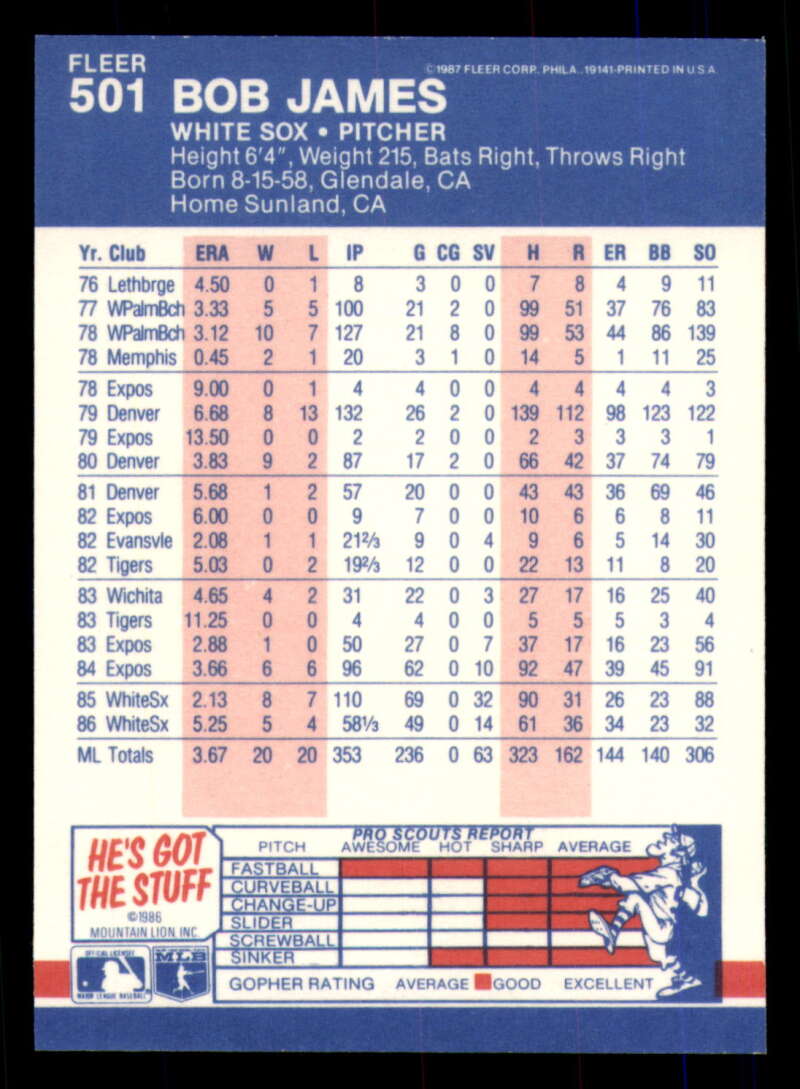 FLEER
501 BOB JAMES
©1987 FLEER CORP. PHILA., 19141-PRINTED IN U.S.A.
WHITE SOX • PITCHER
Height 6'4", Weight 215, Bats Right, Throws Right
Born 8-15-58, Glendale, CA
Home Sunland, CA
Yr. Club ERA W L IP G CG SV H R ER BB SO
76 Lethbrge 4.50 0 1 8 3 0 0 7 8 4 9 11
77 WPalmBch 3.33 5 5 100 21 2 0 99 51 37 76 83
78 WPalmBch 3.12 10 7 127 21 8 0 99 53 44 86 139
78 Memphis 0.45 2 1 20 3 1 0 14 5 1 11 25
78 Expos 9.00 0 1 4 4 0 0 4 4 4 4 3
79 Denver 6.68 8 13 132 26 2 0 139 112 98 123 122
79 Expos 13.50 0 0 2 2 0 0 2 3 3 3 1
80 Denver 3.83 9 2 87 17 2 0 66 42 37 74 79
81 Denver 5.68 1 2 57 20 0 0 43 43 36 69 46
82 Expos 6.00 0 0 9 7 0 0 10 6 6 8 11
82 Evansvle 2.08 1 1 21⅔ 9 0 4 9 6 5 14 30
82 Tigers 5.03 0 2 19⅔ 12 0 0 22 13 11 8 20
83 Wichita 4.65 4 2 31 22 0 3 27 17 16 25 40
83 Tigers 11.25 0 0 4 4 0 0 5 5 5 3 4
83 Expos 2.88 1 0 50 27 0 7 37 17 16 23 56
84 Expos 3.66 6 6 96 62 0 10 92 47 39 45 91
85 WhiteSx 2.13 8 7 110 69 0 32 90 31 26 23 88
86 WhiteSx 5.25 5 4 58⅓ 49 0 14 61 36 34 23 32
ML Totals 3.67 20 20 353 236 0 63 323 162 144 140 306
HE'S GOT
THE STUFF
©1986
MOUNTAIN LION, INC.
OFFICIAL LICENSEE
MAJOR LEAGUE BASEBALL
MLB
PRO SCOUTS REPORT
PITCH AWESOME HOT SHARP AVERAGE
FASTBALL
CURVEBALL
CHANGE-UP
SLIDER
SCREWBALL
SINKER
GOPHER RATING AVERAGE GOOD EXCELLENT